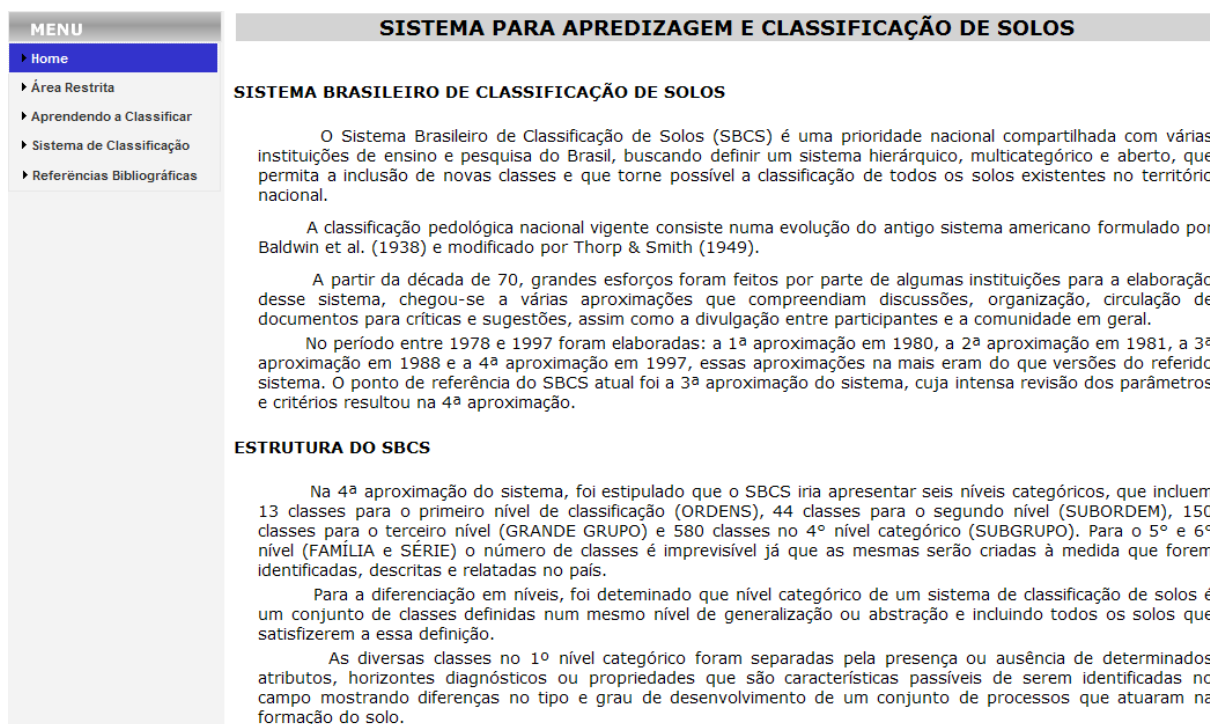 MENU
Home
Área Restrita
Aprendendo a Classificar
Sistema de Classificação
Referëncias Bibliográficas
SISTEMA PARA APREDIZAGEM E CLASSIFICAÇÃO DE SOLOS
SISTEMA BRASILEIRO DE CLASSIFICAÇÃO DE SOLOS
O Sistema Brasileiro de Classificação de Solos (SBCS) é uma prioridade nacional compartilhada com várias
instituições de ensino e pesquisa do Brasil, buscando definir um sistema hierárquico, multicategórico e aberto, que
permita a inclusão de novas classes e que torne possível a classificação de todos os solos existentes no território
nacional.
A classificação pedológica nacional vigente consiste numa evolução do antigo sistema americano formulado por
Baldwin et al. (1938) e modificado por Thorp & Smith (1949).
A partir da década de 70, grandes esforços foram feitos por parte de algumas instituições para a elaboração
desse sistema, chegou-se a várias aproximações que compreendiam discussões, organização, circulação de
documentos para críticas e sugestões, assim como a divulgação entre participantes e a comunidade em geral.
No período entre 1978 e 1997 foram elaboradas: a 1ª aproximação em 1980, a 2ª aproximação em 1981, a 3ª
aproximação em 1988 e a 4ª aproximação em 1997, essas aproximações na mais eram do que versões do referido
sistema. O ponto de referência do SBCS atual foi a 3ª aproximação do sistema, cuja intensa revisão dos parâmetros
e critérios resultou na 4ª aproximação.
ESTRUTURA DO SBCS
Na 4ª aproximação do sistema, foi estipulado que o SBCS iria apresentar seis níveis categóricos, que incluem
13 classes para o primeiro nível de classificação (ORDENS), 44 classes para o segundo nível (SUBORDEM), 150
classes para o terceiro nível (GRANDE GRUPO) e 580 classes no 4° nível categórico (SUBGRUPO). Para o 5° e 6°
nível (FAMÍLIA e SÉRIE) o número de classes é imprevisível já que as mesmas serão criadas à medida que forem
identificadas, descritas e relatadas no país.
Para a diferenciação em níveis, foi deteminado que nível categórico de um sistema de classificação de solos é
um conjunto de classes definidas num mesmo nível de generalização ou abstração e incluindo todos os solos que
satisfizerem a essa definição.
As diversas classes no 1º nível categórico foram separadas pela presença ou ausência de determinados
atributos, horizontes diagnósticos ou propriedades que são características passíveis de serem identificadas no
campo mostrando diferenças no tipo e grau de desenvolvimento de um conjunto de processos que atuaram na
formação do solo.